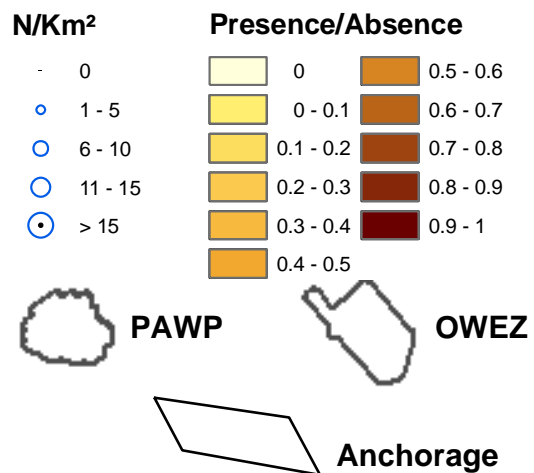 N/Km² Presence/Absence
0 0 0.5 - 0.6
1 - 5 0 - 0.1 0.6 - 0.7
6 - 10 0.1 - 0.2 0.7 - 0.8
11 - 15 0.2 - 0.3 0.8 - 0.9
> 15 0.3 - 0.4 0.9 - 1
0.4 - 0.5
PAWP OWEZ
Anchorage